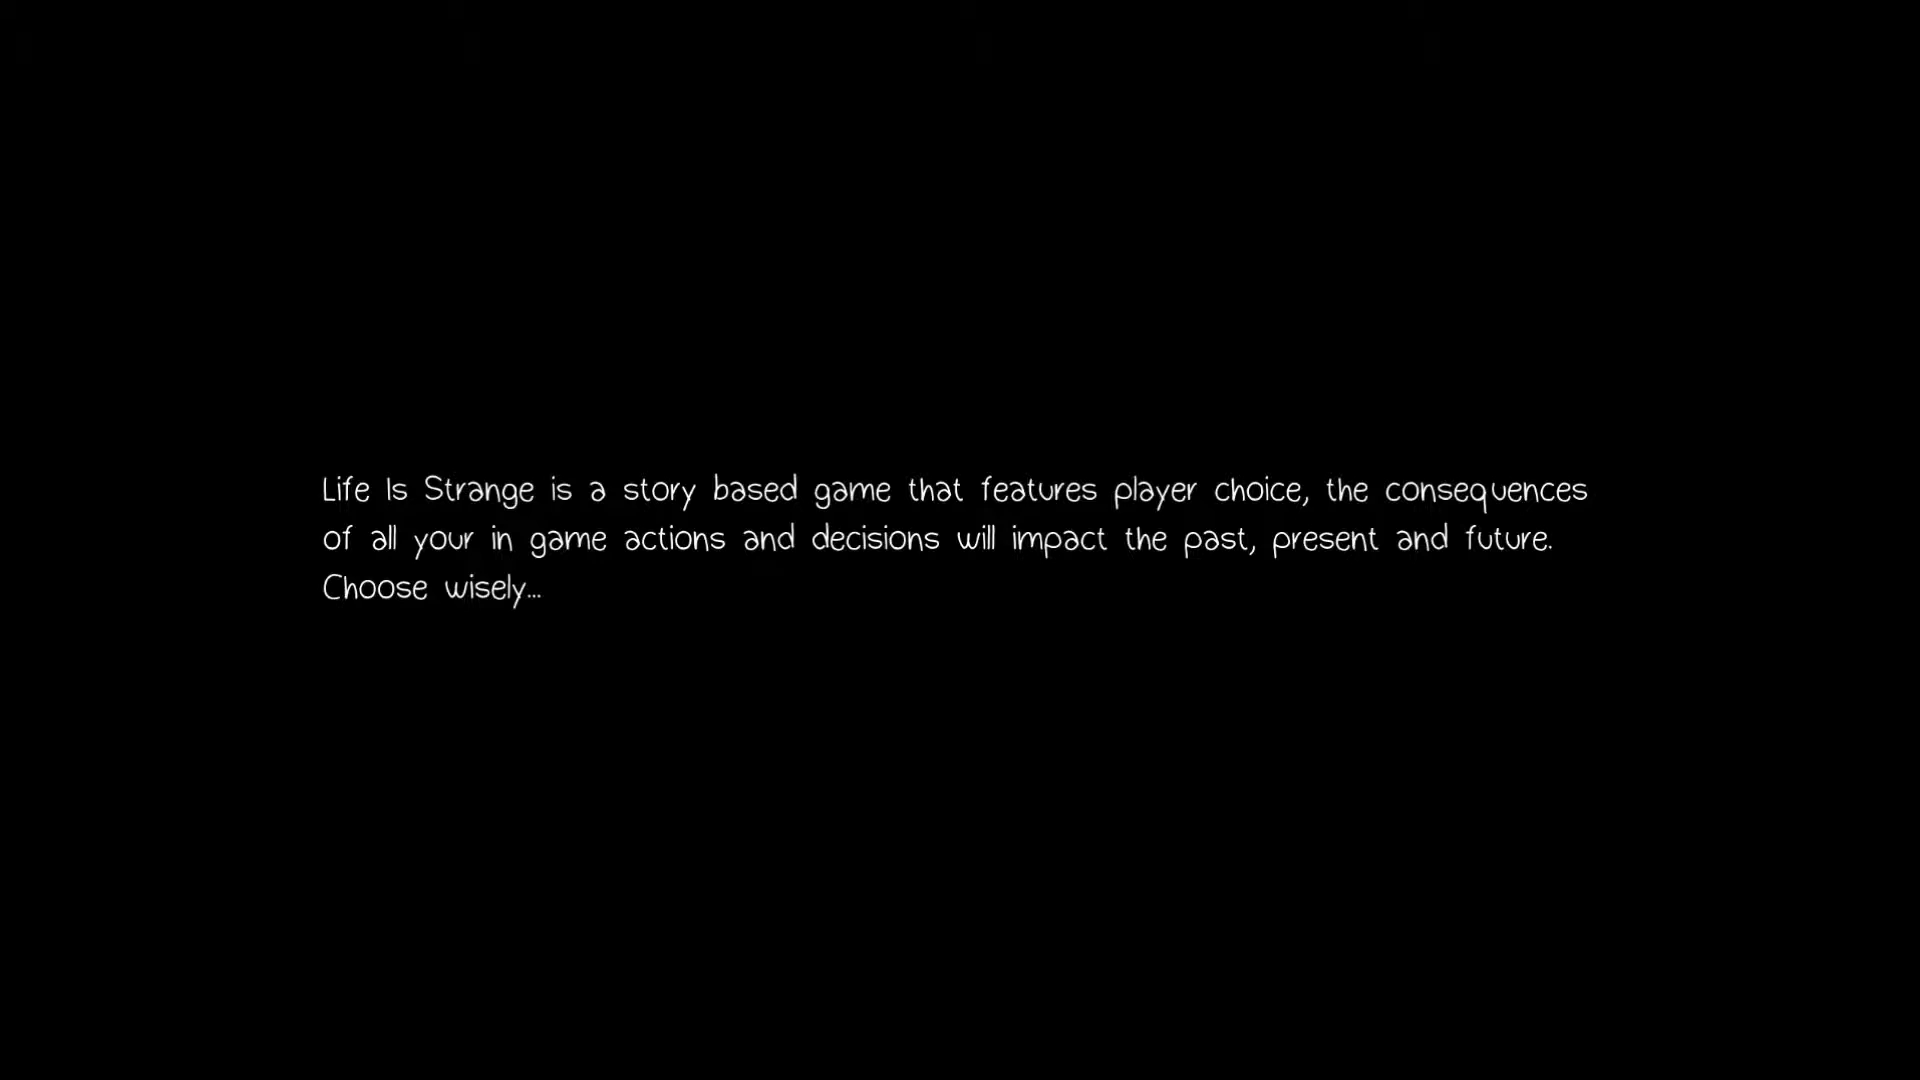 Life Is Strange is a story based game that features player choice, the consequences
of all your in game actions and decisions will impact the past, present and future.
Choose wisely...